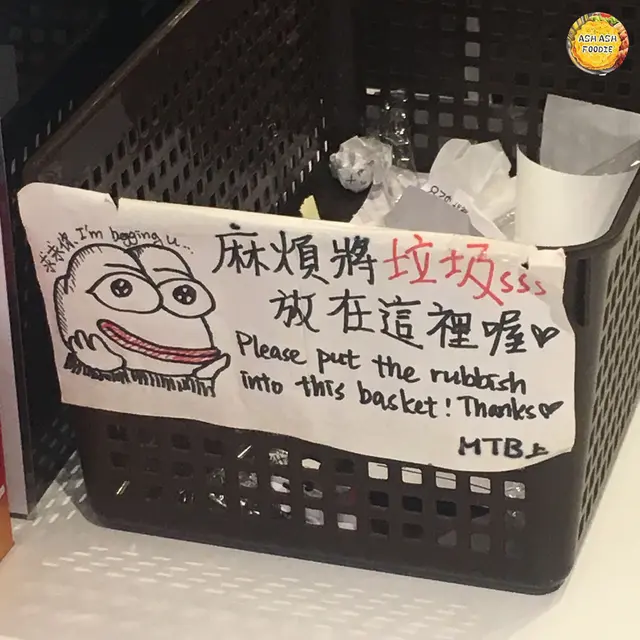 ASH ASH
FOODIE
求求你, I'm begging u...
麻煩將垃圾sss
放在這裡喔♥
Please put the rubbish
into this basket! Thanks♥
MTB上